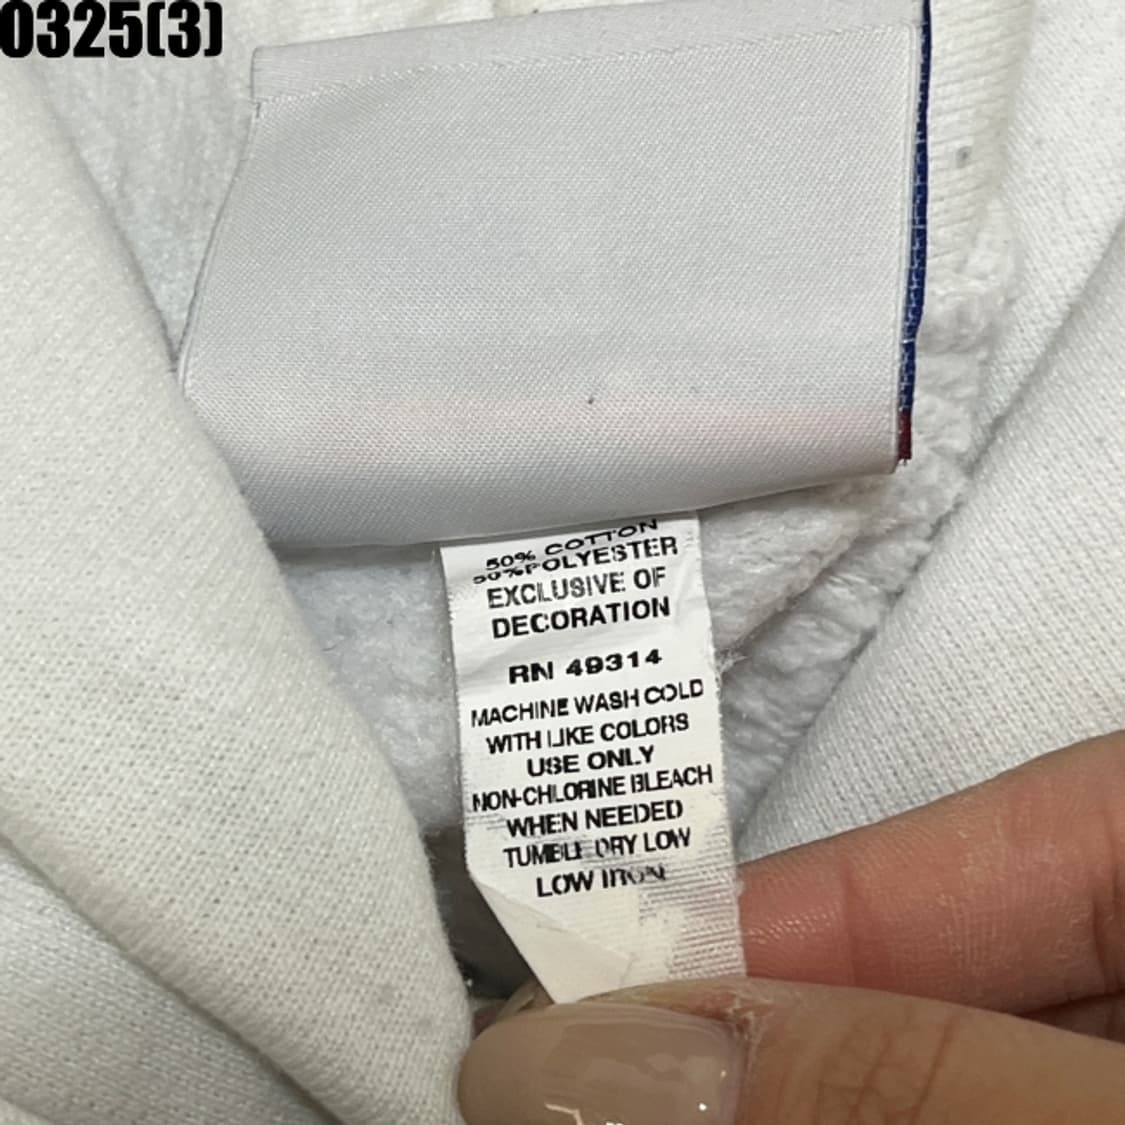 0325(3)
50% COTTON
50% POLYESTER
EXCLUSIVE OF
DECORATION
RN 49314
MACHINE WASH COLD
WITH LIKE COLORS
USE ONLY
NON-CHLORINE BLEACH
WHEN NEEDED
TUMBLE DRY LOW
LOW IRON